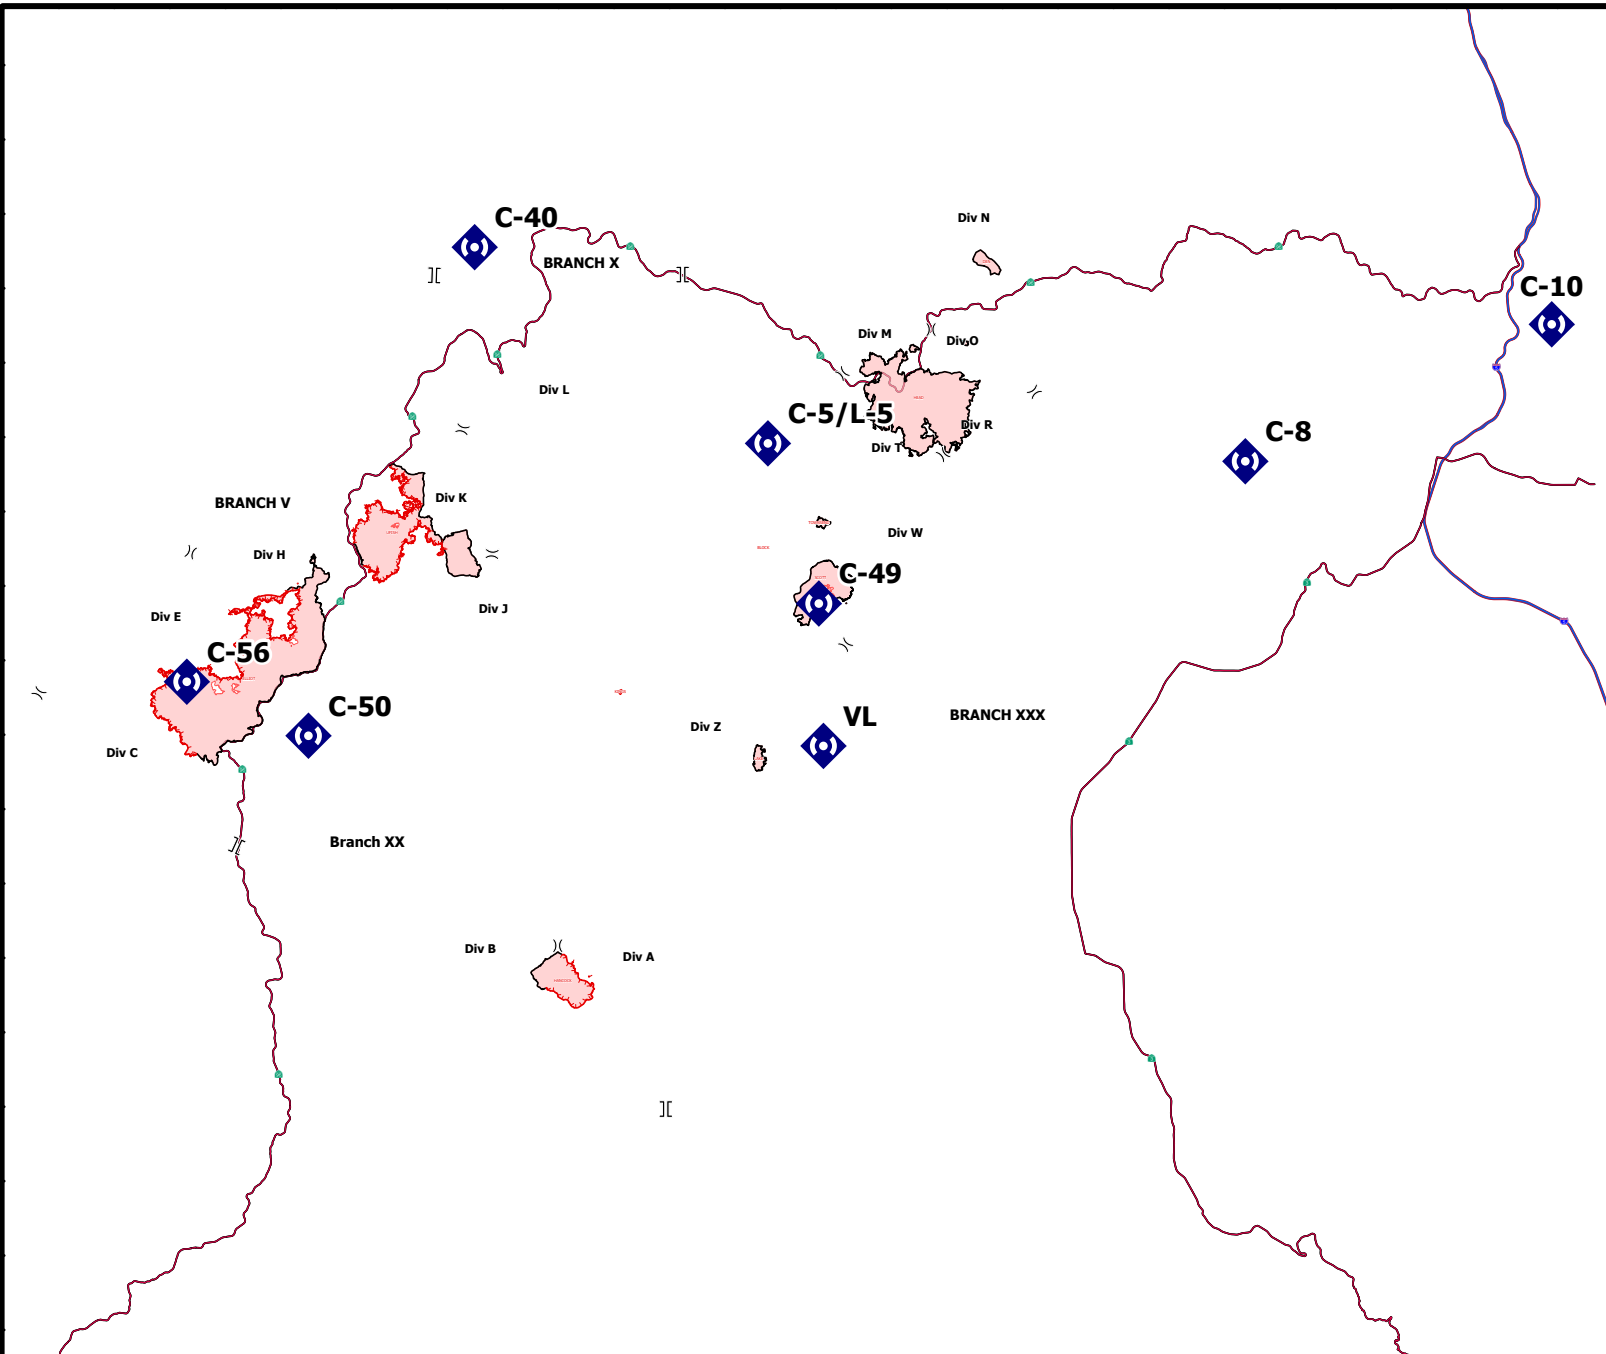 C-40
Div N
BRANCH X
C-10
Div M
Div O
Div L
C-5/L-5
Div R
C-8
Div T
Div K
BRANCH V
Div W
Div H
C-49
Div J
Div E
C-56
C-50
VL
BRANCH XXX
Div Z
Div C
Branch XX
Div B
Div A